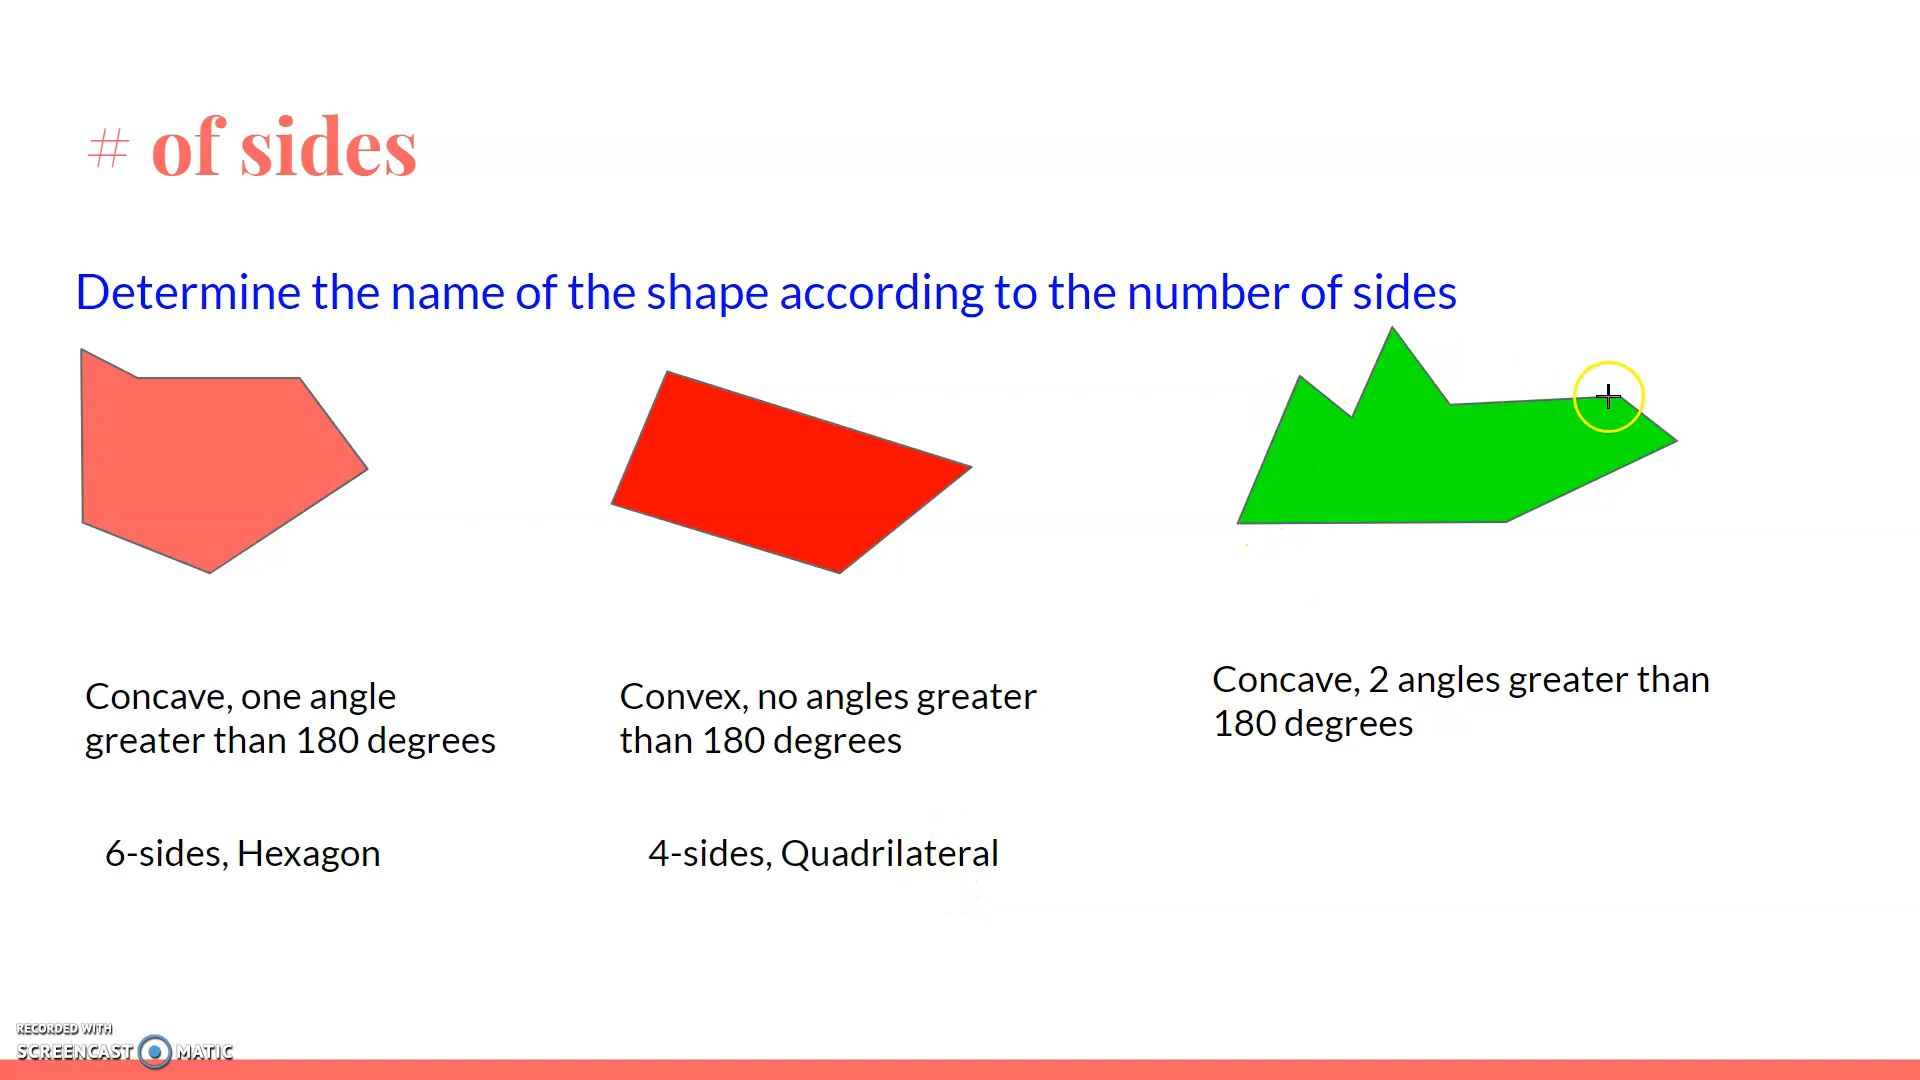 # of sides
Determine the name of the shape according to the number of sides
Concave, one angle
greater than 180 degrees
Convex, no angles greater
than 180 degrees
Concave, 2 angles greater than
180 degrees
6-sides, Hexagon
4-sides, Quadrilateral
RECORDED WITH
SCREENCAST MATIC